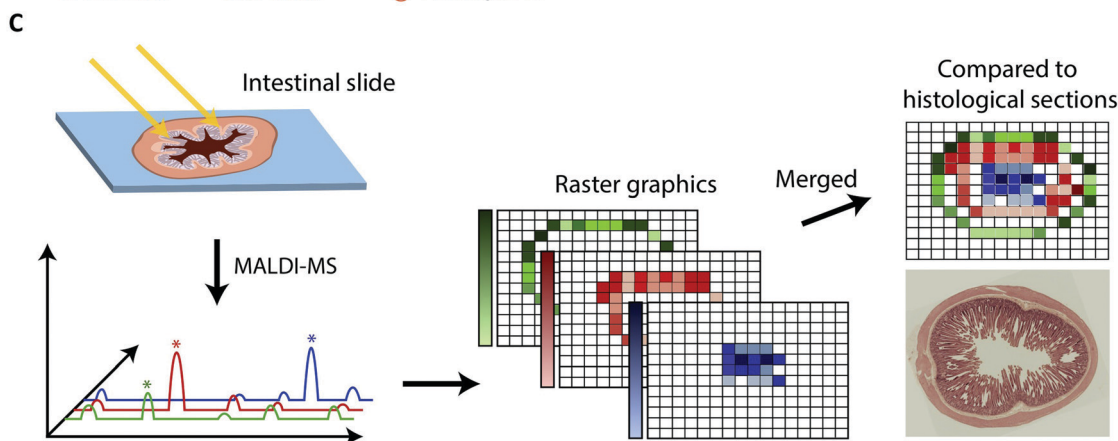 C
Intestinal slide
MALDI-MS
*
*
*
Raster graphics
Merged
Compared to
histological sections